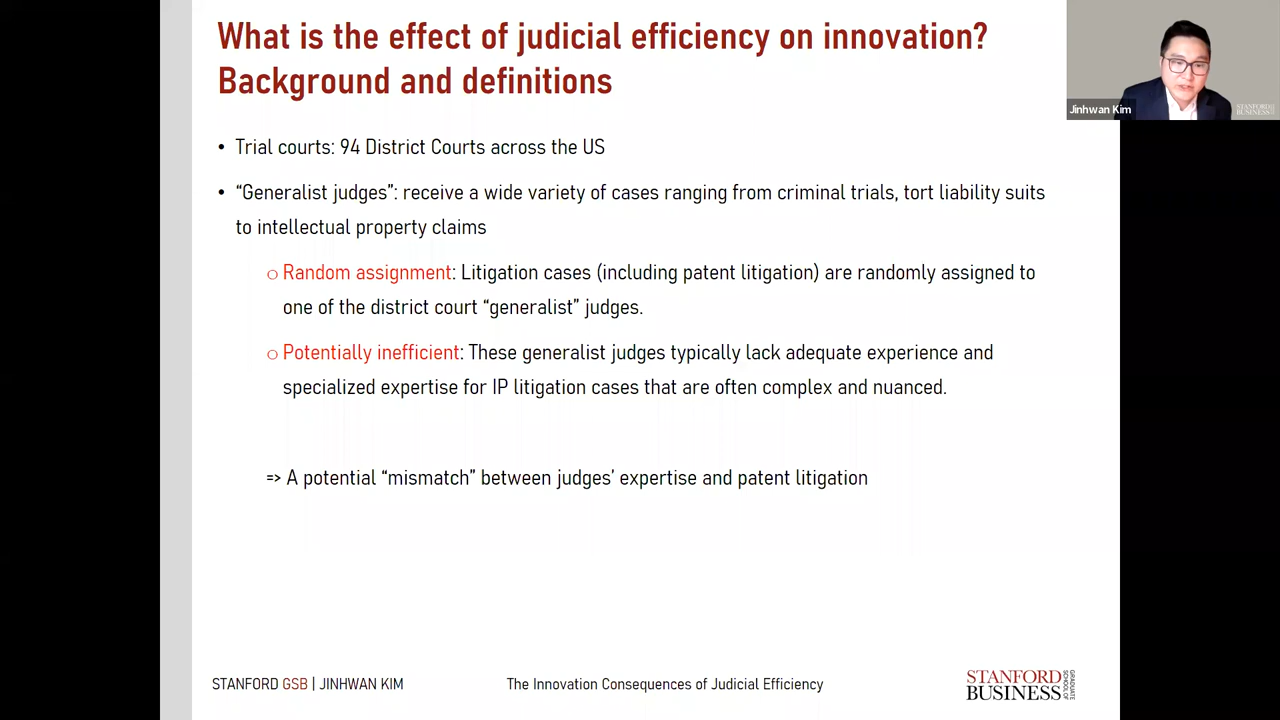 What is the effect of judicial efficiency on innovation?
Background and definitions
Jinhwan Kim
STANFORD
BUSINESS
• Trial courts: 94 District Courts across the US
• “Generalist judges”: receive a wide variety of cases ranging from criminal trials, tort liability suits
to intellectual property claims
o Random assignment: Litigation cases (including patent litigation) are randomly assigned to
one of the district court “generalist” judges.
o Potentially inefficient: These generalist judges typically lack adequate experience and
specialized expertise for IP litigation cases that are often complex and nuanced.
=> A potential “mismatch” between judges’ expertise and patent litigation
STANFORD GSB | JINHWAN KIM
The Innovation Consequences of Judicial Efficiency
STANFORD
BUSINESS
GRADUATE
SCHOOL OF